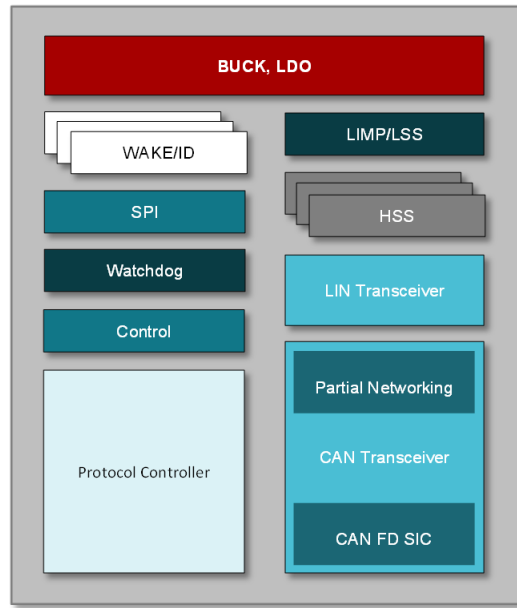 BUCK, LDO
WAKE/ID
LIMP/LSS
SPI
HSS
Watchdog
LIN Transceiver
Control
Partial Networking
Protocol Controller
CAN Transceiver
CAN FD SIC